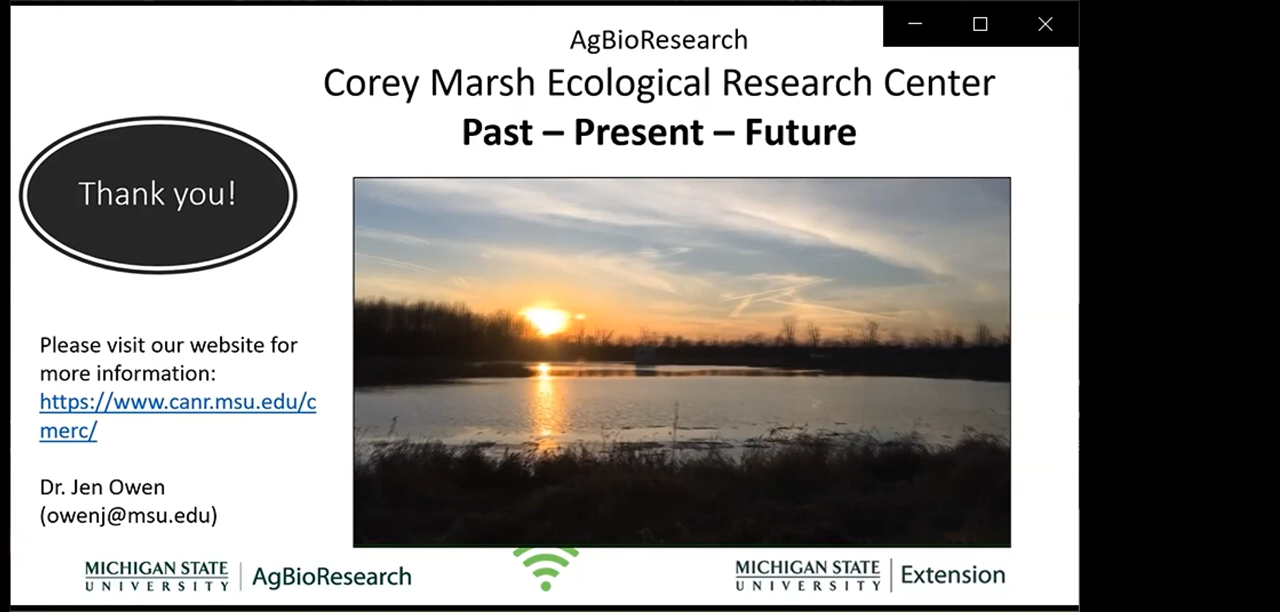 AgBioResearch
Corey Marsh Ecological Research Center
Past – Present – Future
Thank you!
Please visit our website for
more information:
https://www.canr.msu.edu/c
merc/
Dr. Jen Owen
(owenj@msu.edu)
MICHIGAN STATE
UNIVERSITY
AgBioResearch
MICHIGAN STATE
UNIVERSITY
Extension